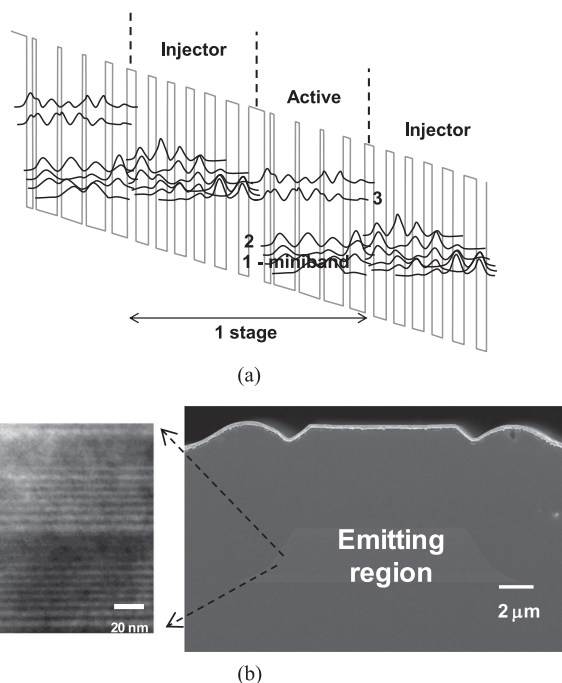 Injector
Active
Injector
3
2
1 - miniband
1 stage
(a)
Emitting
region
2 μm
20 nm
(b)